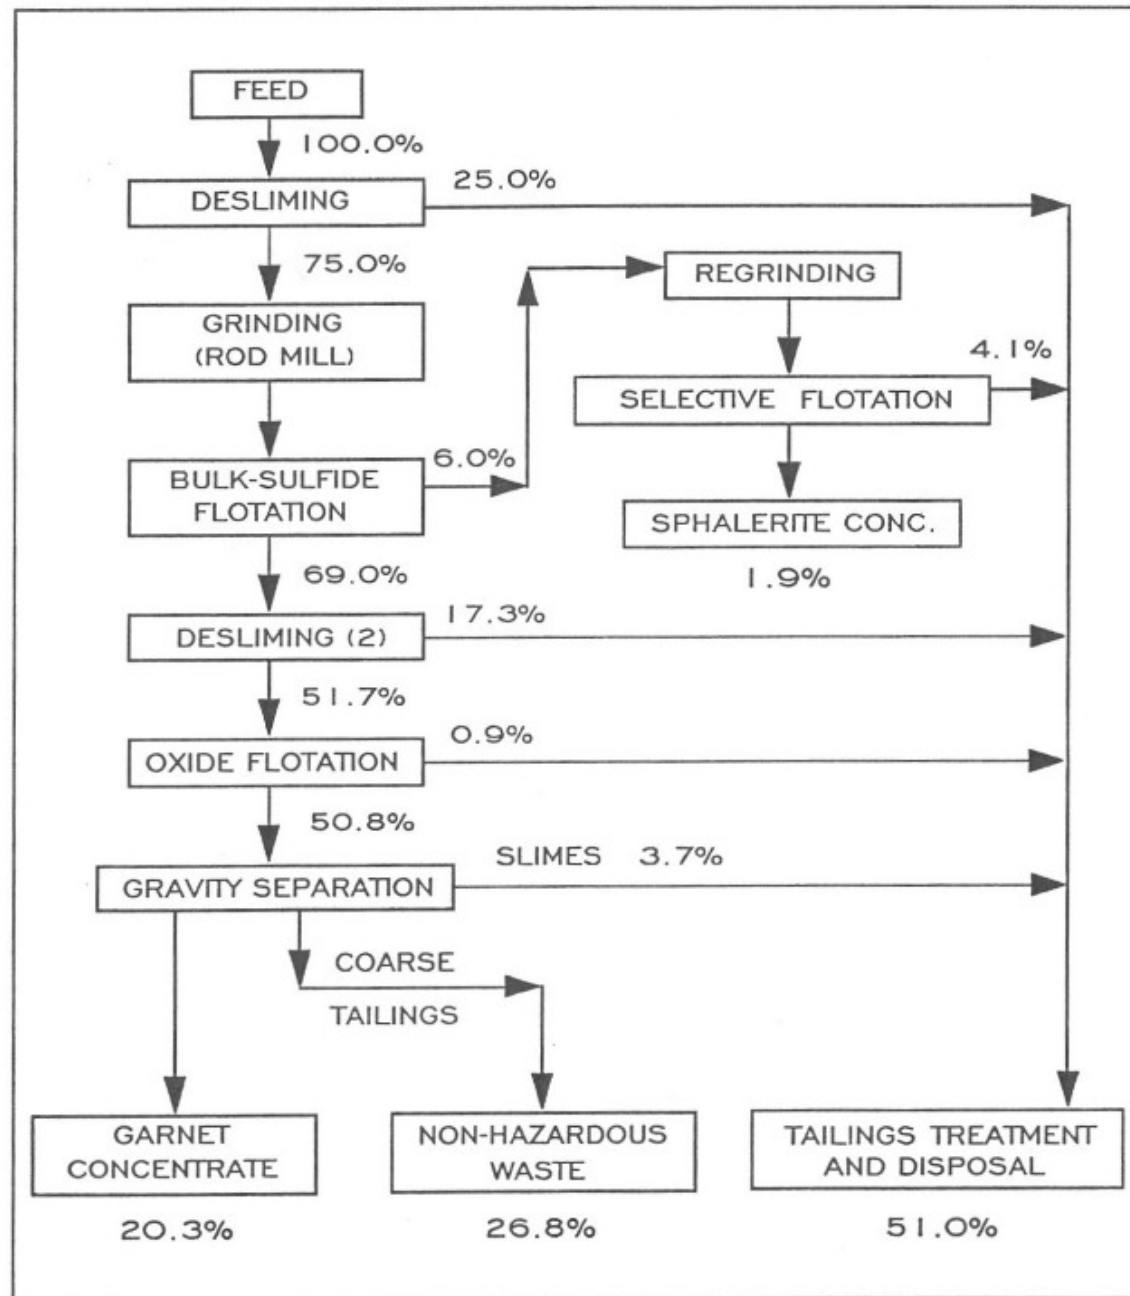 FEED
100.0%
DESLIMING
25.0%
75.0%
GRINDING
(ROD MILL)
REGRINDING
4.1%
SELECTIVE FLOTATION
BULK-SULFIDE
FLOTATION
6.0%
SPHALERITE CONC.
1.9%
69.0%
DESLIMING (2)
17.3%
51.7%
OXIDE FLOTATION
0.9%
50.8%
GRAVITY SEPARATION
SLIMES 3.7%
COARSE
TAILINGS
GARNET
CONCENTRATE
20.3%
NON-HAZARDOUS
WASTE
26.8%
TAILINGS TREATMENT
AND DISPOSAL
51.0%